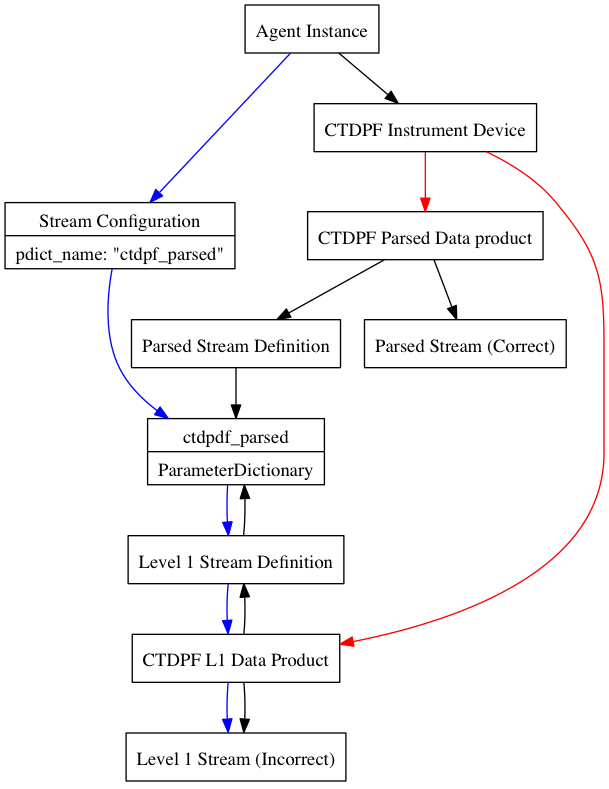 Agent Instance
CTDPF Instrument Device
Stream Configuration
pdict_name: "ctdpf_parsed"
CTDPF Parsed Data product
Parsed Stream Definition
Parsed Stream (Correct)
ctdpdf_parsed
ParameterDictionary
Level 1 Stream Definition
CTDPF L1 Data Product
Level 1 Stream (Incorrect)